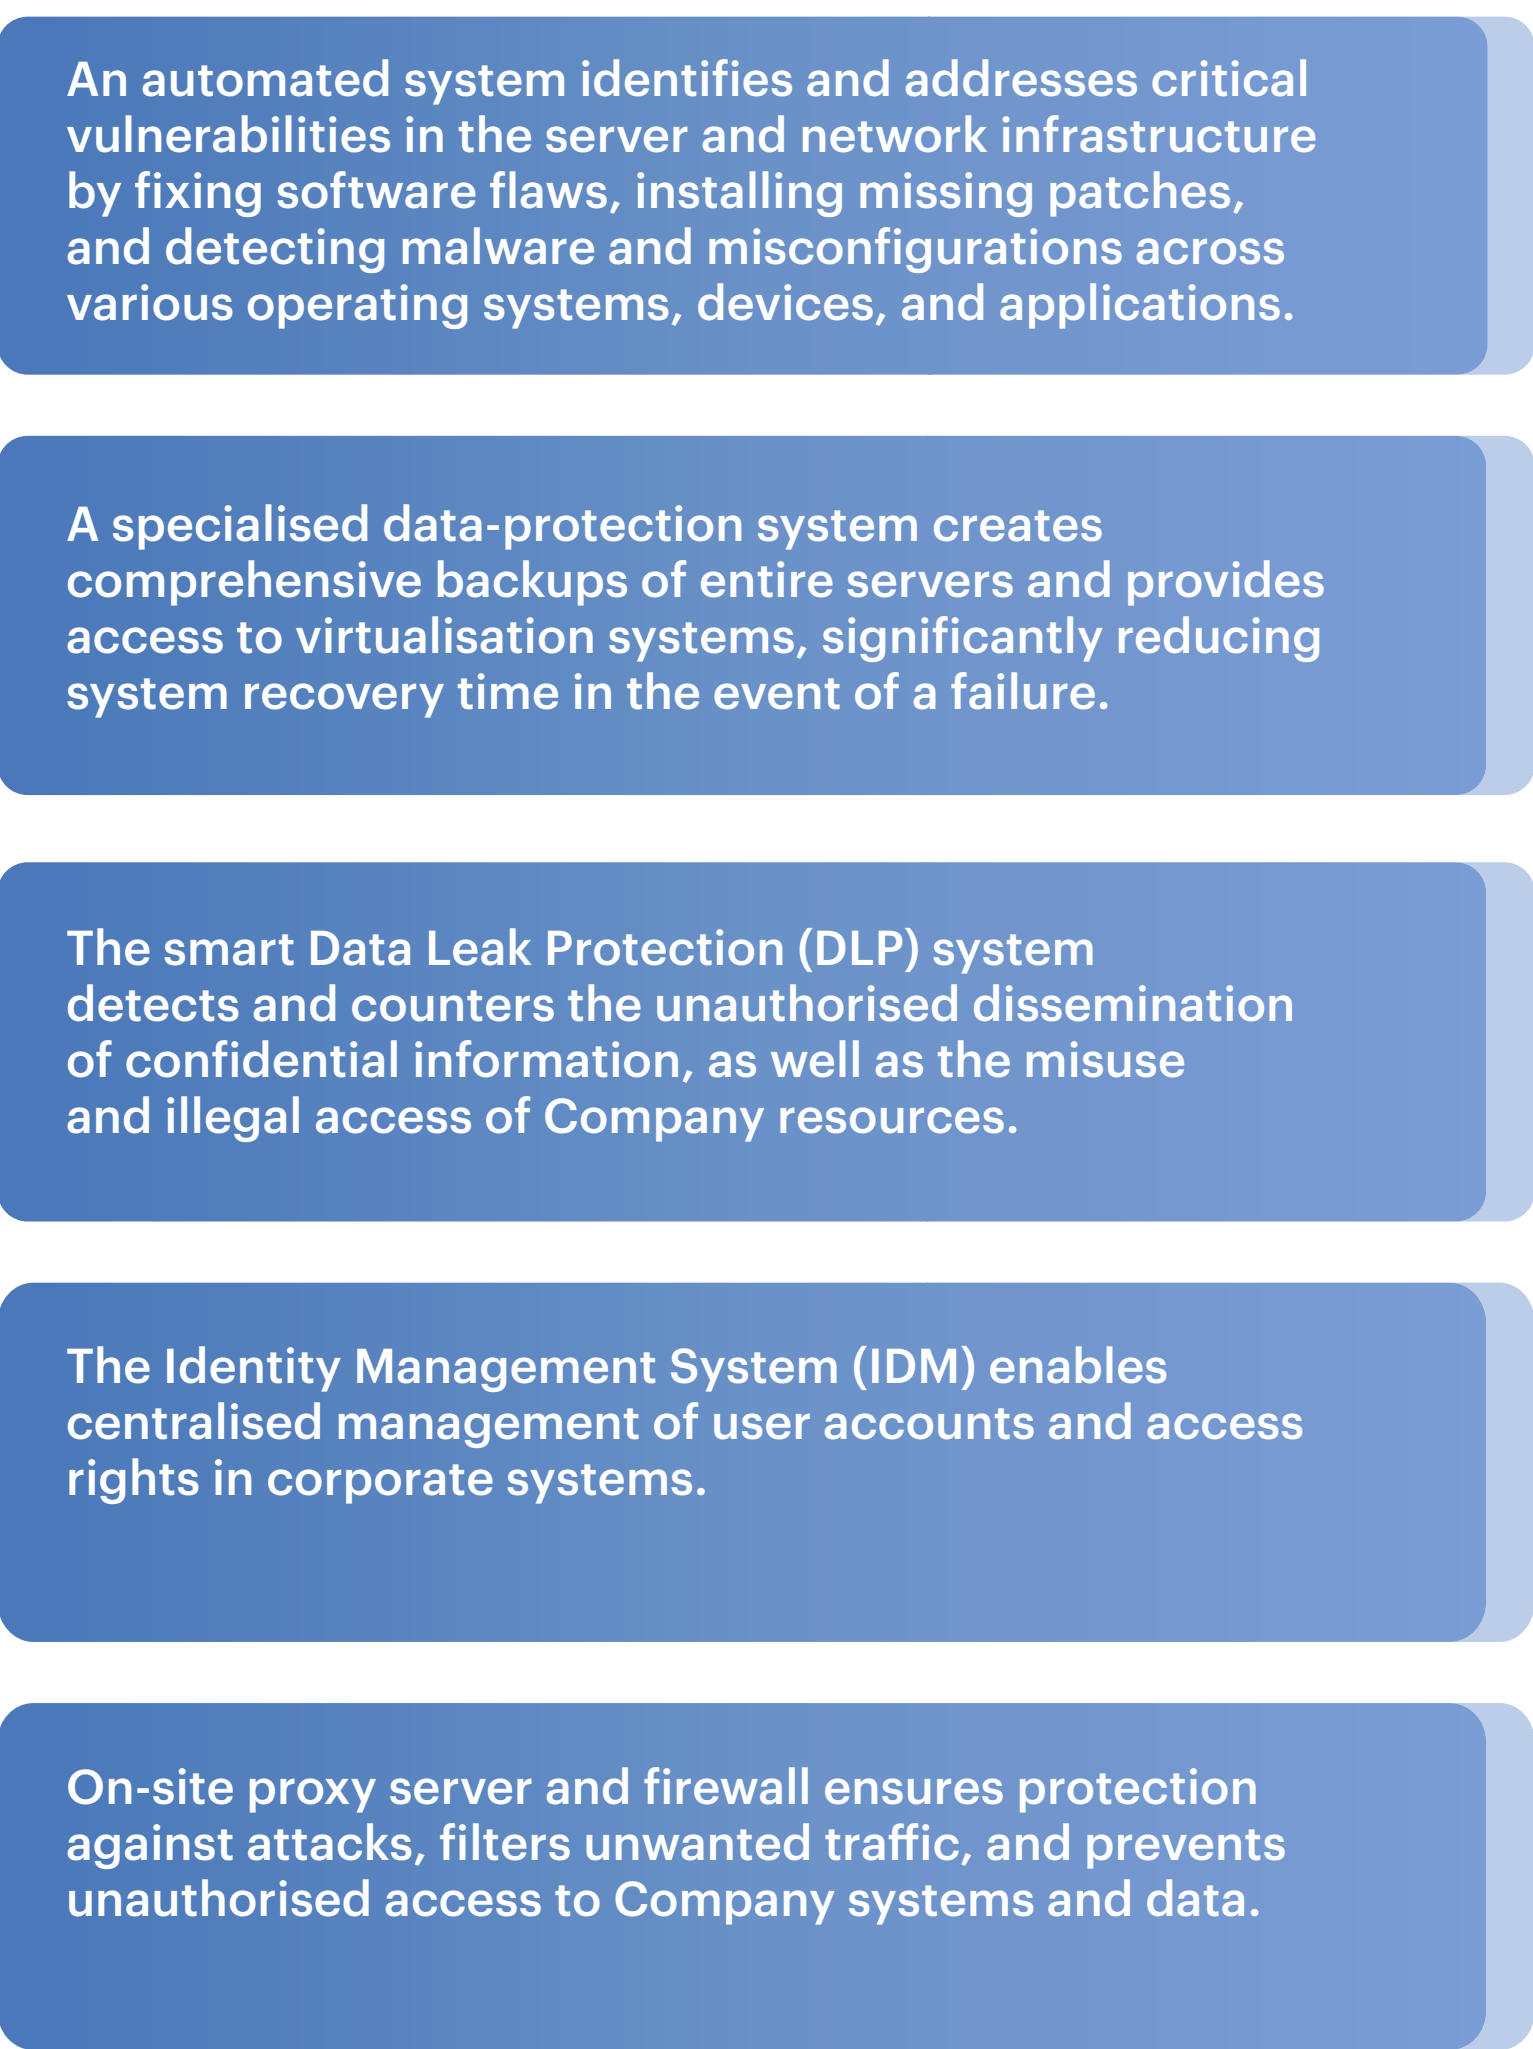 An automated system identifies and addresses critical
vulnerabilities in the server and network infrastructure
by fixing software flaws, installing missing patches,
and detecting malware and misconfigurations across
various operating systems, devices, and applications.
A specialised data-protection system creates
comprehensive backups of entire servers and provides
access to virtualisation systems, significantly reducing
system recovery time in the event of a failure.
The smart Data Leak Protection (DLP) system
detects and counters the unauthorised dissemination
of confidential information, as well as the misuse
and illegal access of Company resources.
The Identity Management System (IDM) enables
centralised management of user accounts and access
rights in corporate systems.
On-site proxy server and firewall ensures protection
against attacks, filters unwanted traffic, and prevents
unauthorised access to Company systems and data.